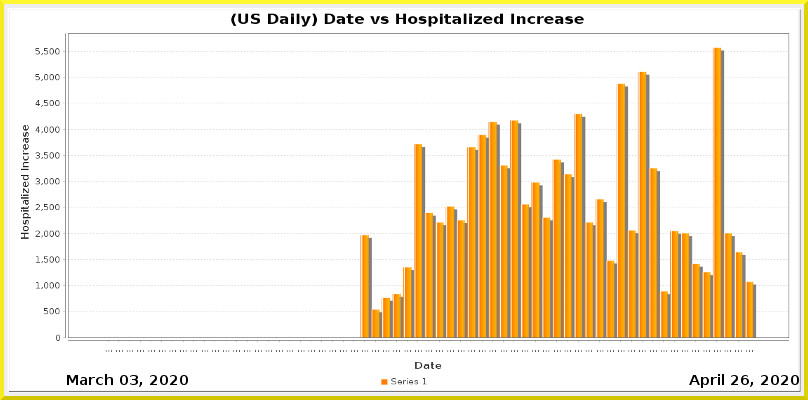 (US Daily) Date vs Hospitalized Increase
5,500
5,000
4,500
4,000
3,500
3,000
2,500
2,000
1,500
1,000
500
0
Hospitalized Increase
Date
March 03, 2020
Series 1
April 26, 2020